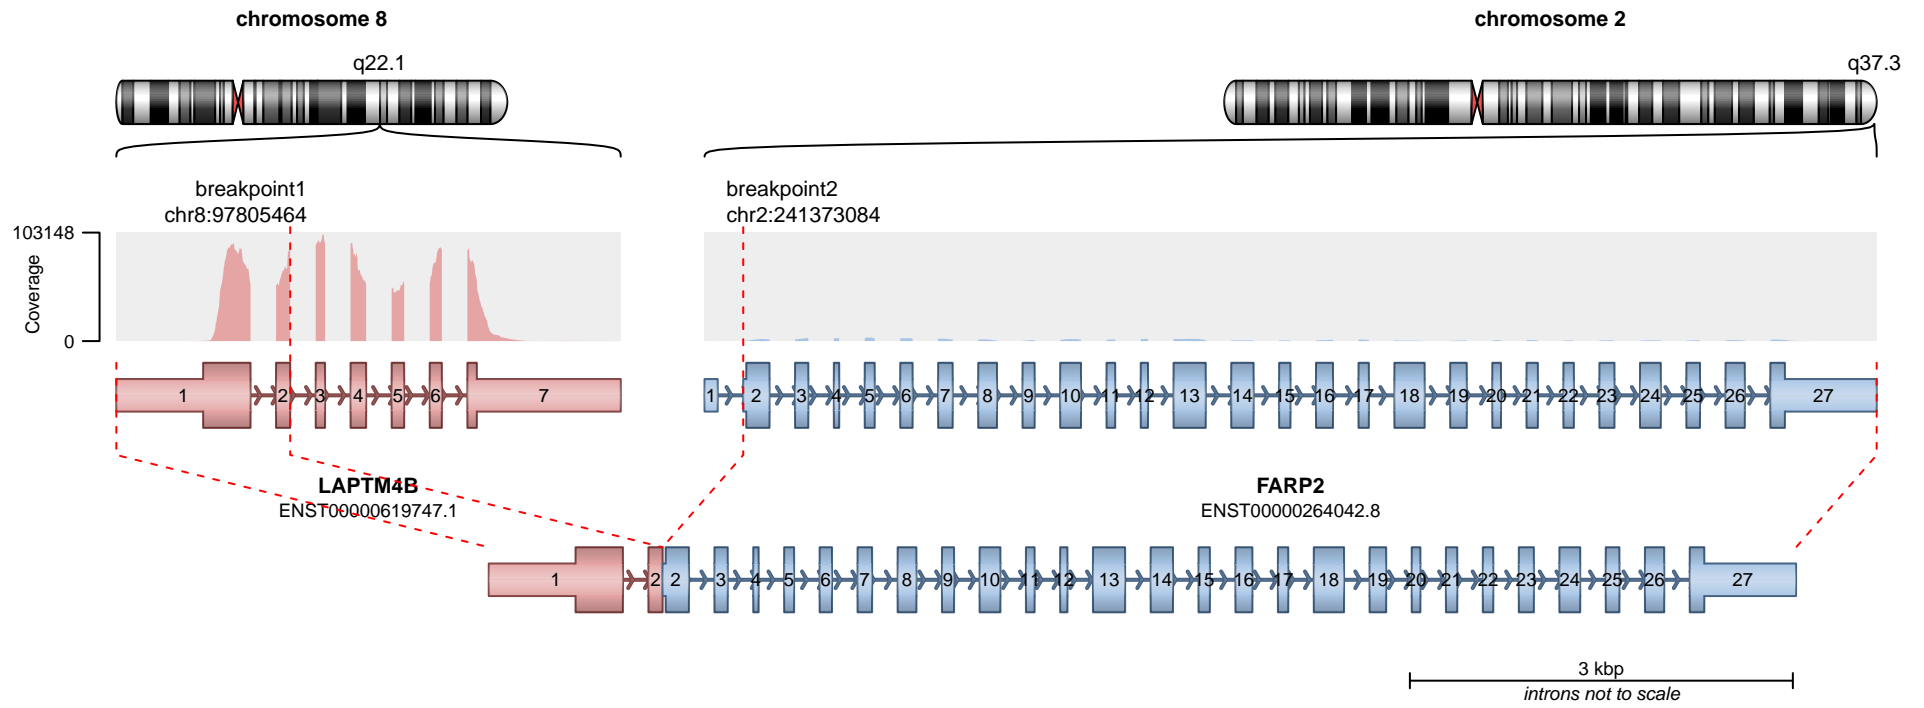 chromosome 8
chromosome 2
q22.1
q37.3
breakpoint1
chr8:97805464
breakpoint2
chr2:241373084
103148
Coverage
0
1 2 3 4 5 6 7
1 2 3 4 5 6 7 8 9 10 11 12 13 14 15 16 17 18 19 20 21 22 23 24 25 26 27
LAPTM4B
ENST00000619747.1
FARP2
ENST00000264042.8
1 2 2 3 4 5 6 7 8 9 10 11 12 13 14 15 16 17 18 19 20 21 22 23 24 25 26 27
3 kbp
introns not to scale